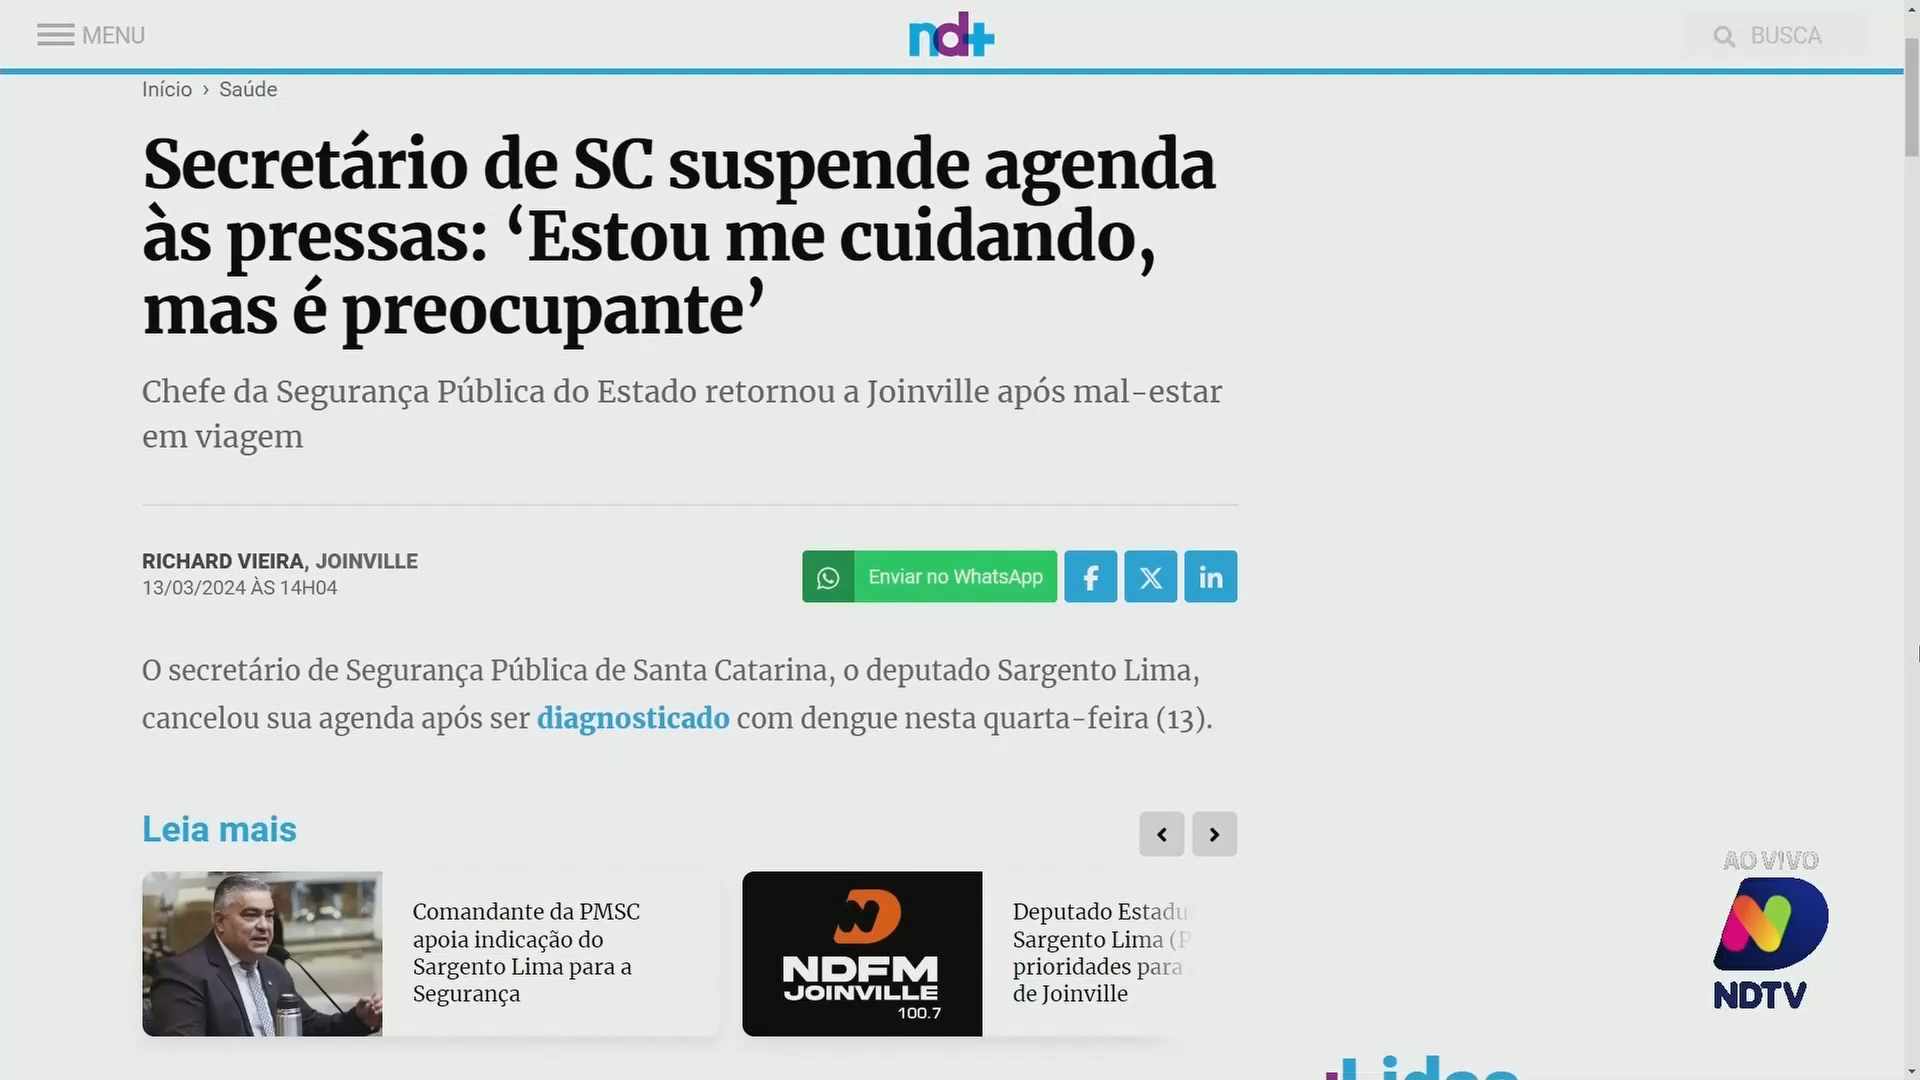 MENU
nd+
BUSCA
Início › Saúde
Secretário de SC suspende agenda
às pressas: ‘Estou me cuidando,
mas é preocupante’
Chefe da Segurança Pública do Estado retornou a Joinville após mal-estar
em viagem
RICHARD VIEIRA, JOINVILLE
13/03/2024 ÀS 14H04
Enviar no WhatsApp
O secretário de Segurança Pública de Santa Catarina, o deputado Sargento Lima,
cancelou sua agenda após ser diagnosticado com dengue nesta quarta-feira (13).
Leia mais
Comandante da PMSC
apoia indicação do
Sargento Lima para a
Segurança
NDFM
JOINVILLE
100.7
Deputado Estadu
Sargento Lima (P
prioridades para
de Joinville
AO VIVO
NDTV